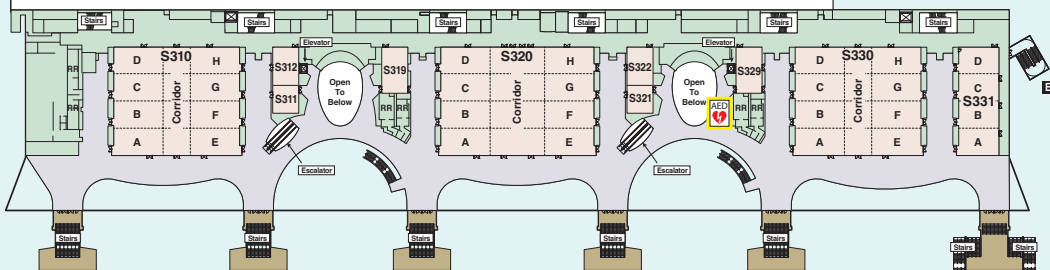 Stairs
Stairs
Stairs
Stairs
Stairs
Stairs
Elevator
Elevator
D
S310
H
C
G
Corridor
B
F
A
E
RR
RR
S312
S311
Open
To
Below
S319
RR
RR
D
S320
H
C
G
Corridor
B
F
A
E
S322
S321
Open
To
Below
AED
S329
RR
RR
D
S330
H
C
G
Corridor
B
F
A
E
D
C
S331
B
A
Escalator
Escalator
Stairs
Stairs
Stairs
Stairs
Stairs
Stairs
Stairs